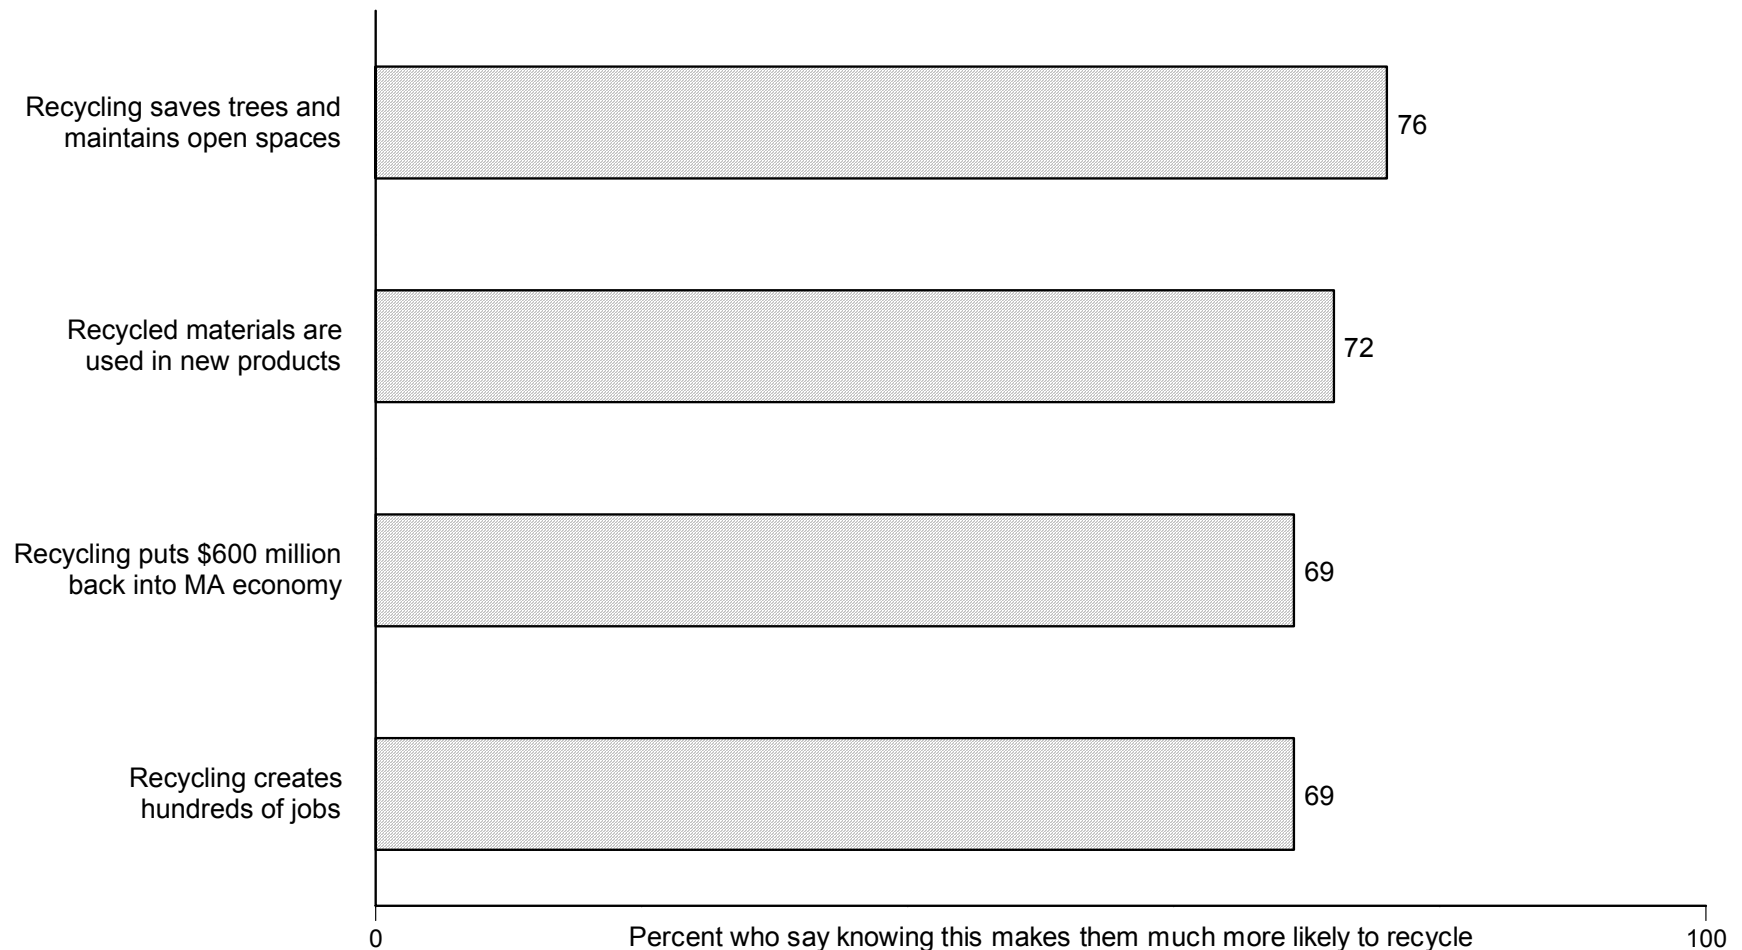 Recycling saves trees and
maintains open spaces
76
Recycled materials are
used in new products
72
Recycling puts $600 million
back into MA economy
69
Recycling creates
hundreds of jobs
69
0
Percent who say knowing this makes them much more likely to recycle
100